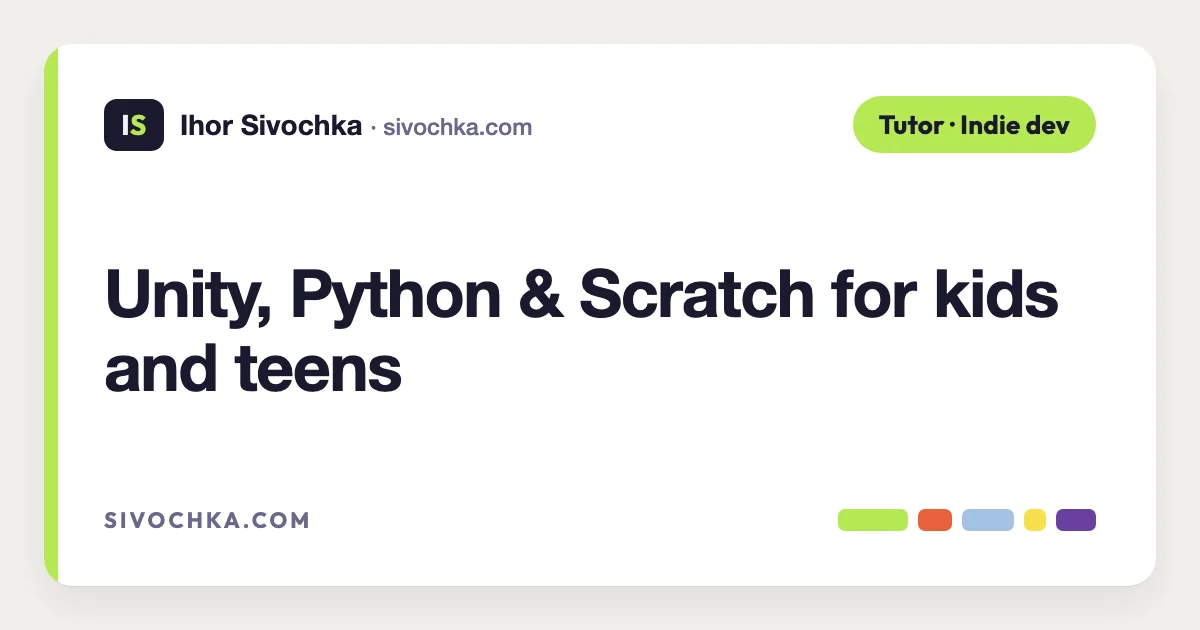 IS
Ihor Sivochka · sivochka.com
Tutor · Indie dev
Unity, Python & Scratch for kids
and teens
SIVOCHKA.COM